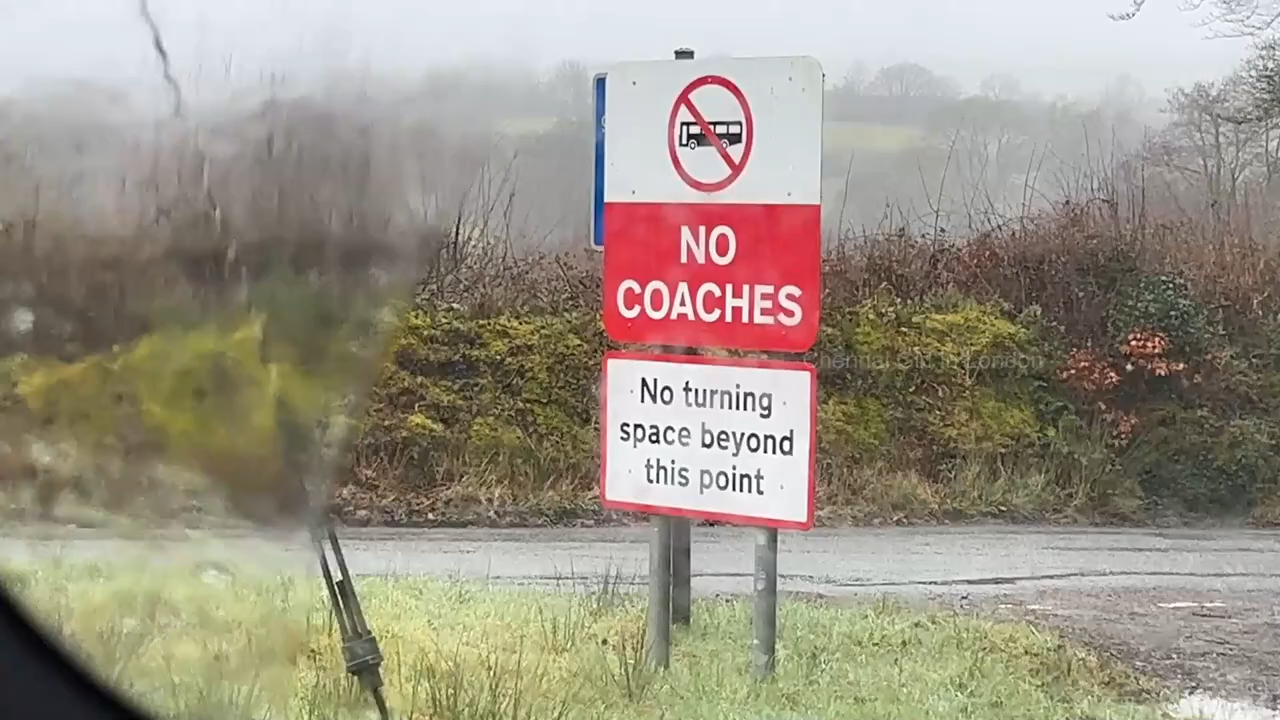 NO
COACHES
No turning
space beyond
this point